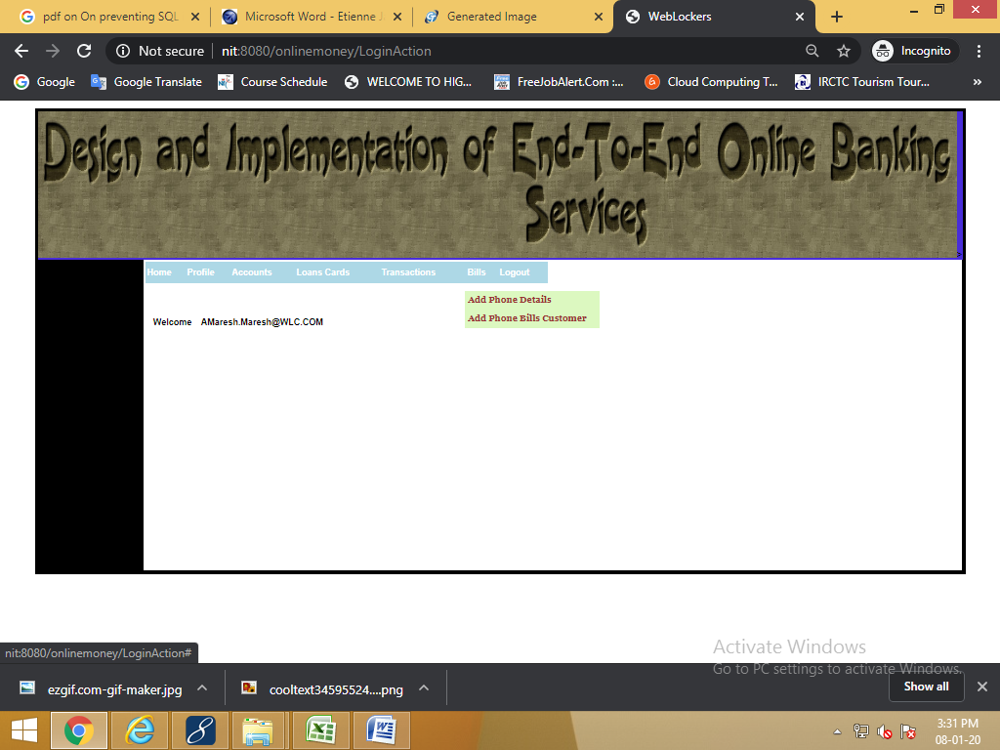 pdf on On preventing SQL
Microsoft Word - Etienne J
Generated Image
WebLockers
Not secure
nit:8080/onlinemoney/LoginAction
Incognito
Google
Google Translate
Course Schedule
WELCOME TO HIG...
FreeJobAlert.Com :...
Cloud Computing T...
IRCTC Tourism Tour...
»
Design and Implementation of End-To-End Online Banking
Services
>
Home Profile Accounts Loans Cards Transactions Bills Logout
Add Phone Details
Add Phone Bills Customer
Welcome AMaresh.Maresh@WLC.COM
nit:8080/onlinemoney/LoginAction#
Activate Windows
Go to PC settings to activate Windows.
ezgif.com-gif-maker.jpg
cooltext34595524....png
Show all
3:31 PM
08-01-20